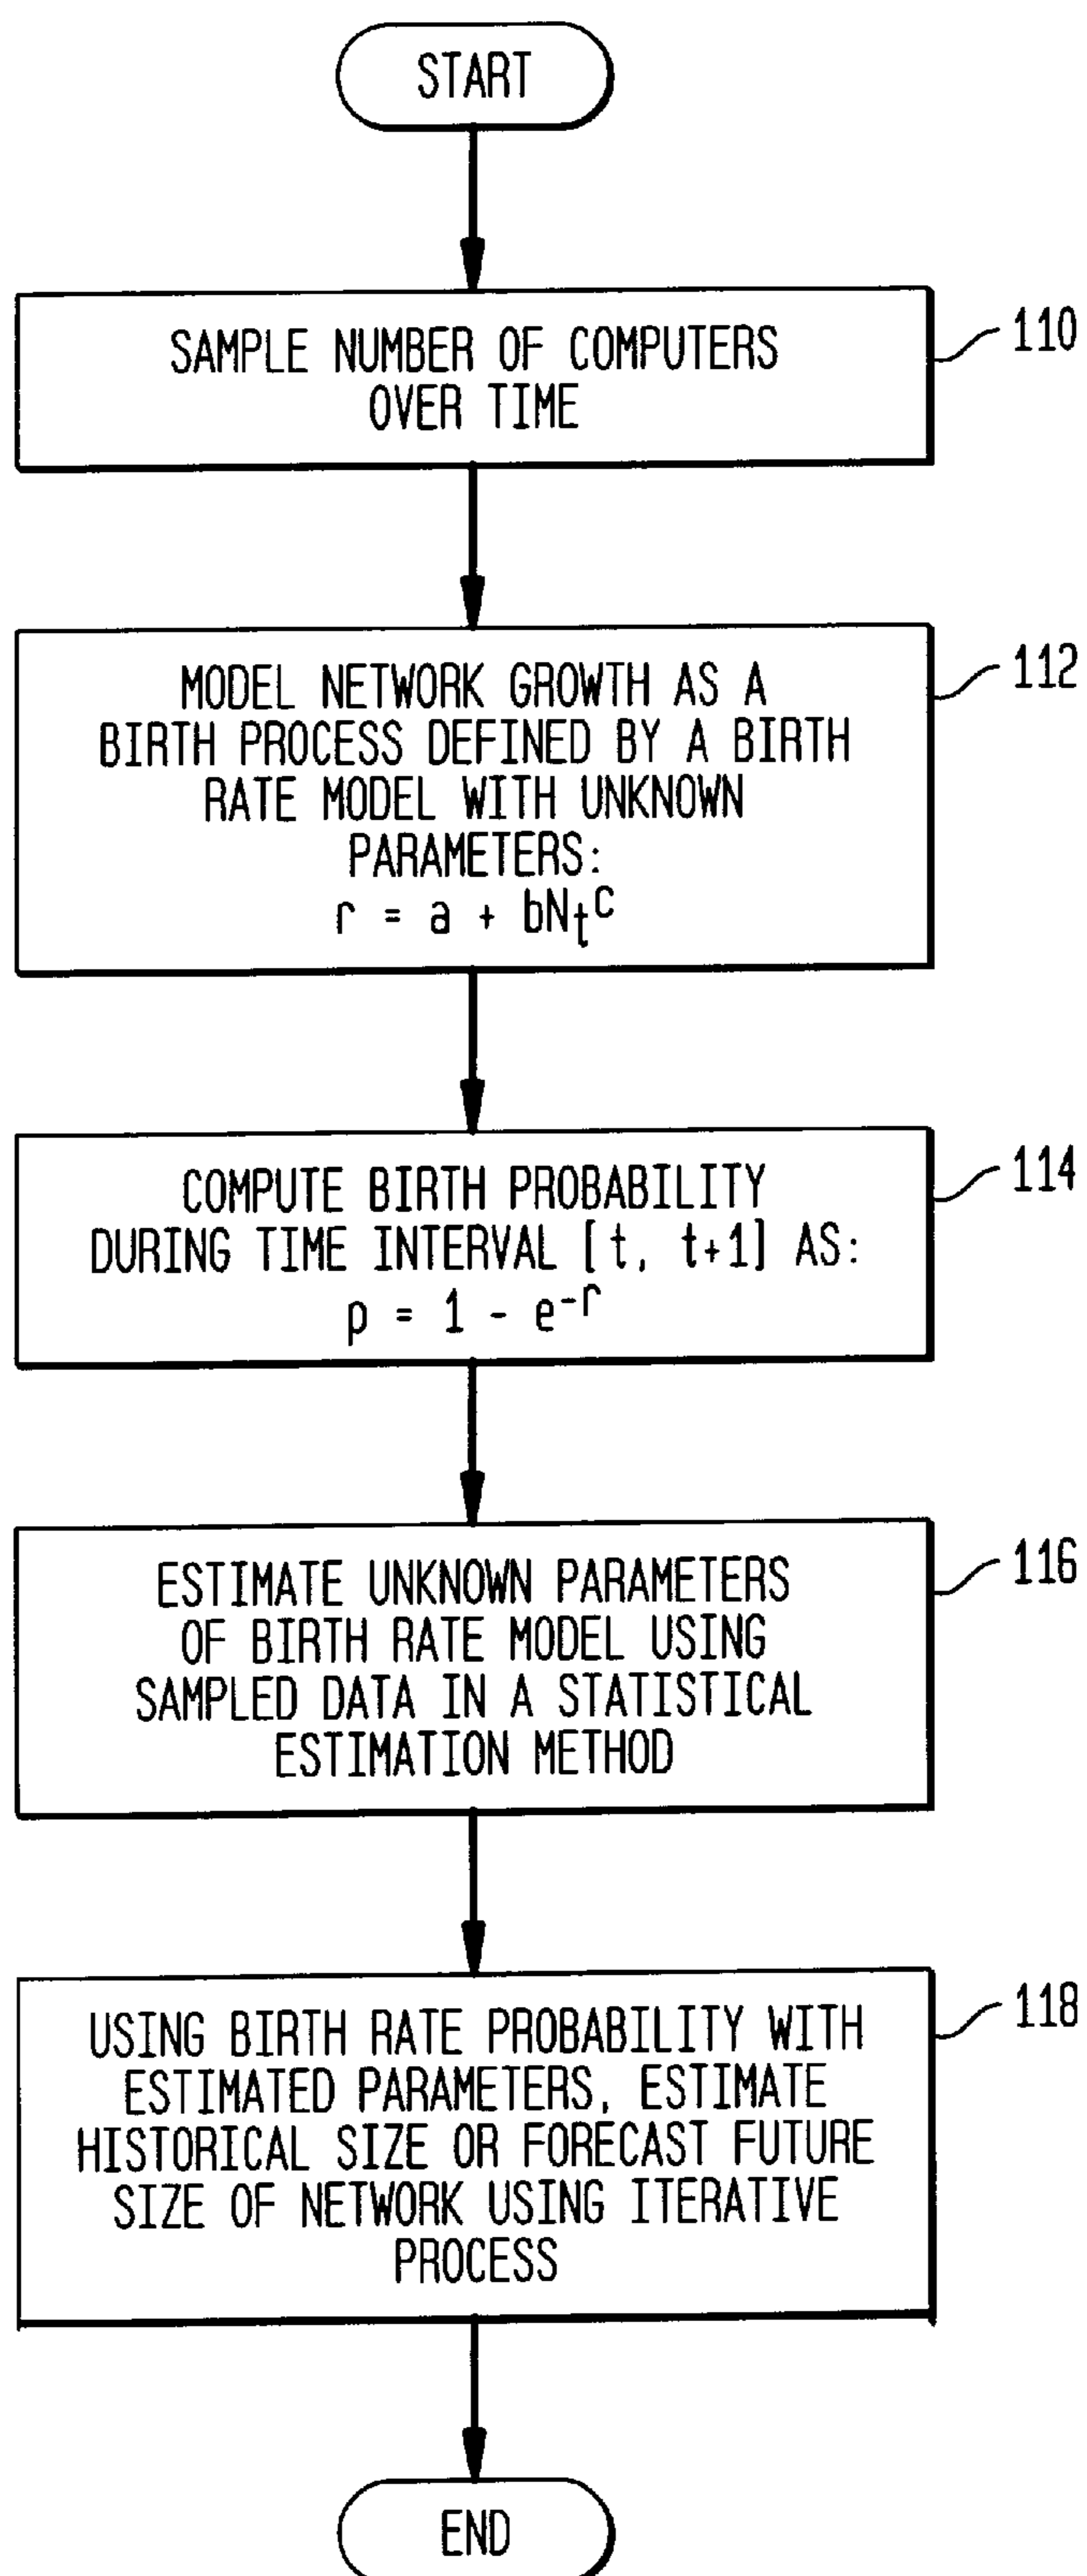 START
SAMPLE NUMBER OF COMPUTERS
OVER TIME
110
MODEL NETWORK GROWTH AS A
BIRTH PROCESS DEFINED BY A BIRTH
RATE MODEL WITH UNKNOWN
PARAMETERS:
r = a + bN_t^c
112
COMPUTE BIRTH PROBABILITY
DURING TIME INTERVAL [t, t+1] AS:
p = 1 - e^-r
114
ESTIMATE UNKNOWN PARAMETERS
OF BIRTH RATE MODEL USING
SAMPLED DATA IN A STATISTICAL
ESTIMATION METHOD
116
USING BIRTH RATE PROBABILITY WITH
ESTIMATED PARAMETERS, ESTIMATE
HISTORICAL SIZE OR FORECAST FUTURE
SIZE OF NETWORK USING ITERATIVE
PROCESS
118
END